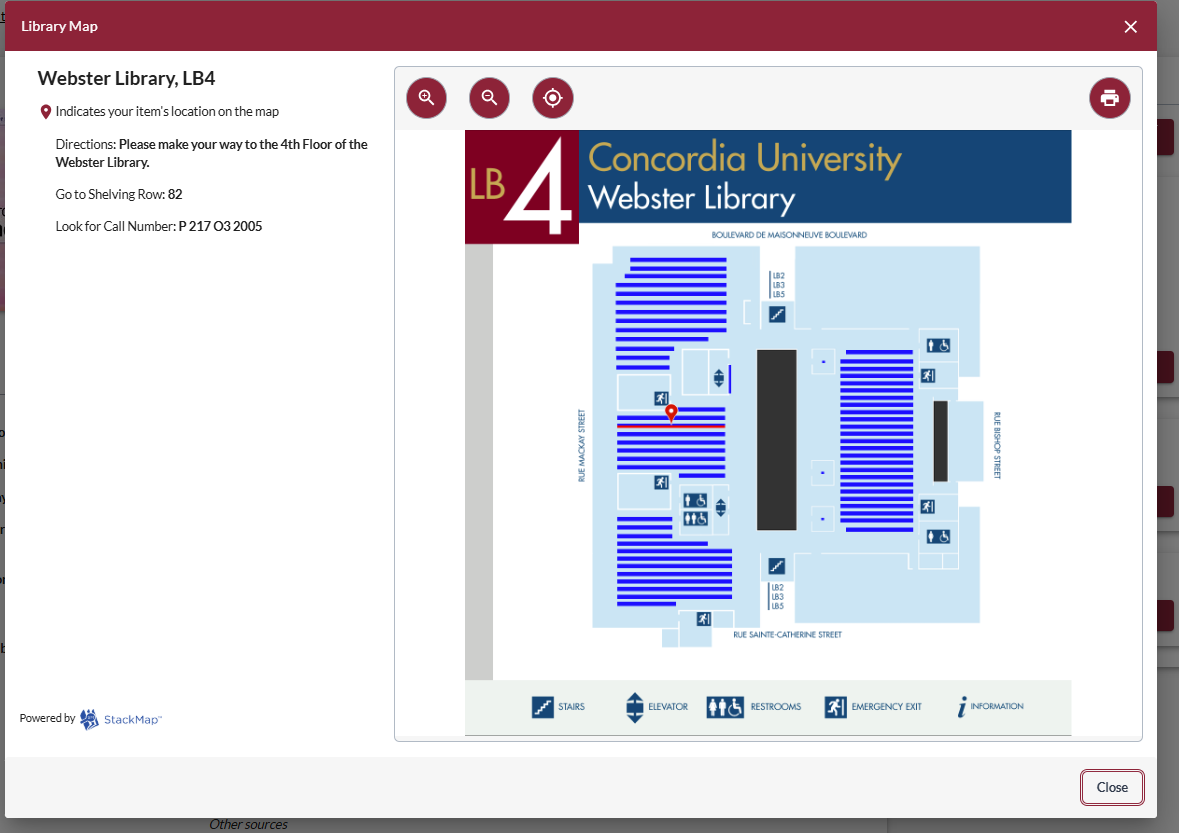 Library Map
Webster Library, LB4
Indicates your item's location on the map
Directions: Please make your way to the 4th Floor of the
Webster Library.
Go to Shelving Row: 82
Look for Call Number: P 217 O3 2005
LB 4
Concordia University
Webster Library
BOULEVARD DE MAISONNEUVE BOULEVARD
LB2
LB3
LB5
RUE MACKAY STREET
RUE BISHOP STREET
LB2
LB3
LB5
RUE SAINTE-CATHERINE STREET
STAIRS
ELEVATOR
RESTROOMS
EMERGENCY EXIT
INFORMATION
Powered by StackMap™
Close
Other sources